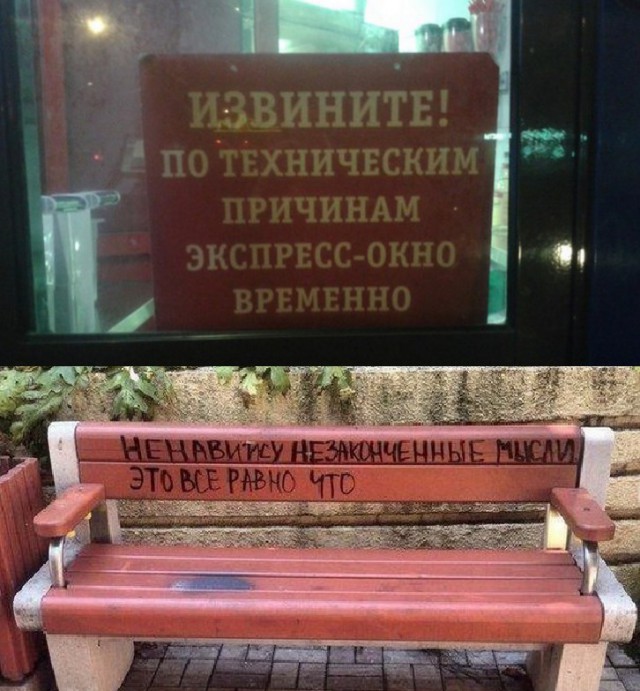 ИЗВИНИТЕ!
ПО ТЕХНИЧЕСКИМ
ПРИЧИНАМ
ЭКСПРЕСС-ОКНО
ВРЕМЕННО
НЕНАВИЖУ НЕЗАКОНЧЕННЫЕ МЫСЛИ
ЭТО ВСЕ РАВНО ЧТО